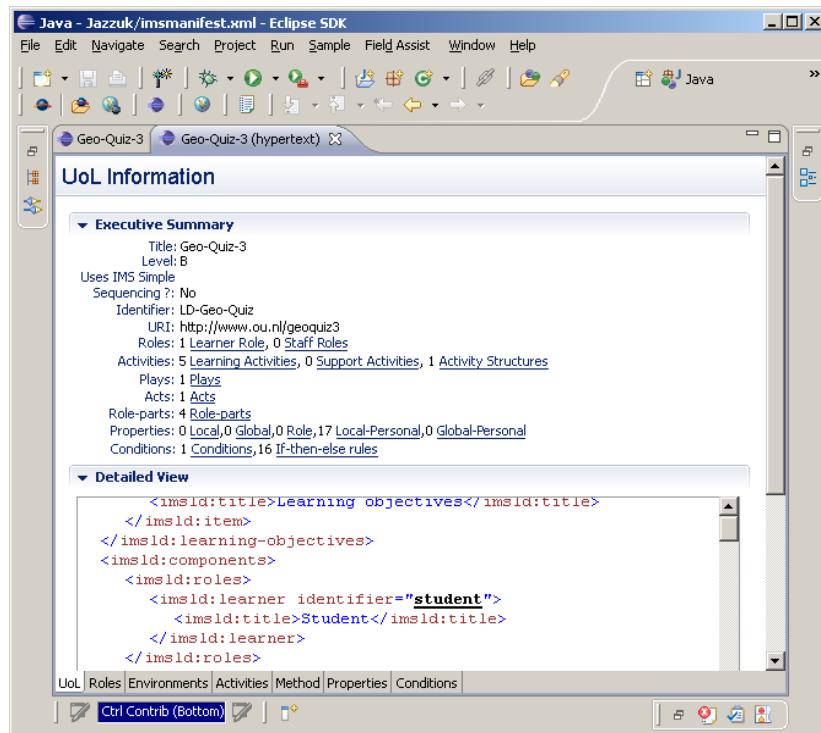 Java - Jazzuk/imsmanifest.xml - Eclipse SDK
File Edit Navigate Search Project Run Sample Field Assist Window Help
Java »
Geo-Quiz-3 Geo-Quiz-3 (hypertext)
UoL Information
Executive Summary
Title: Geo-Quiz-3
Level: B
Uses IMS Simple
Sequencing ?: No
Identifier: LD-Geo-Quiz
URI: http://www.ou.nl/geoquiz3
Roles: 1 Learner Role, 0 Staff Roles
Activities: 5 Learning Activities, 0 Support Activities, 1 Activity Structures
Plays: 1 Plays
Acts: 1 Acts
Role-parts: 4 Role-parts
Properties: 0 Local,0 Global,0 Role,17 Local-Personal,0 Global-Personal
Conditions: 1 Conditions,16 If-then-else rules
Detailed View
<imsld:title>Learning objectives</imsld:title>
</imsld:item>
</imsld:learning-objectives>
<imsld:components>
<imsld:roles>
<imsld:learner identifier="student">
<imsld:title>Student</imsld:title>
</imsld:learner>
</imsld:roles>
UoL Roles Environments Activities Method Properties Conditions
Ctrl Contrib (Bottom)